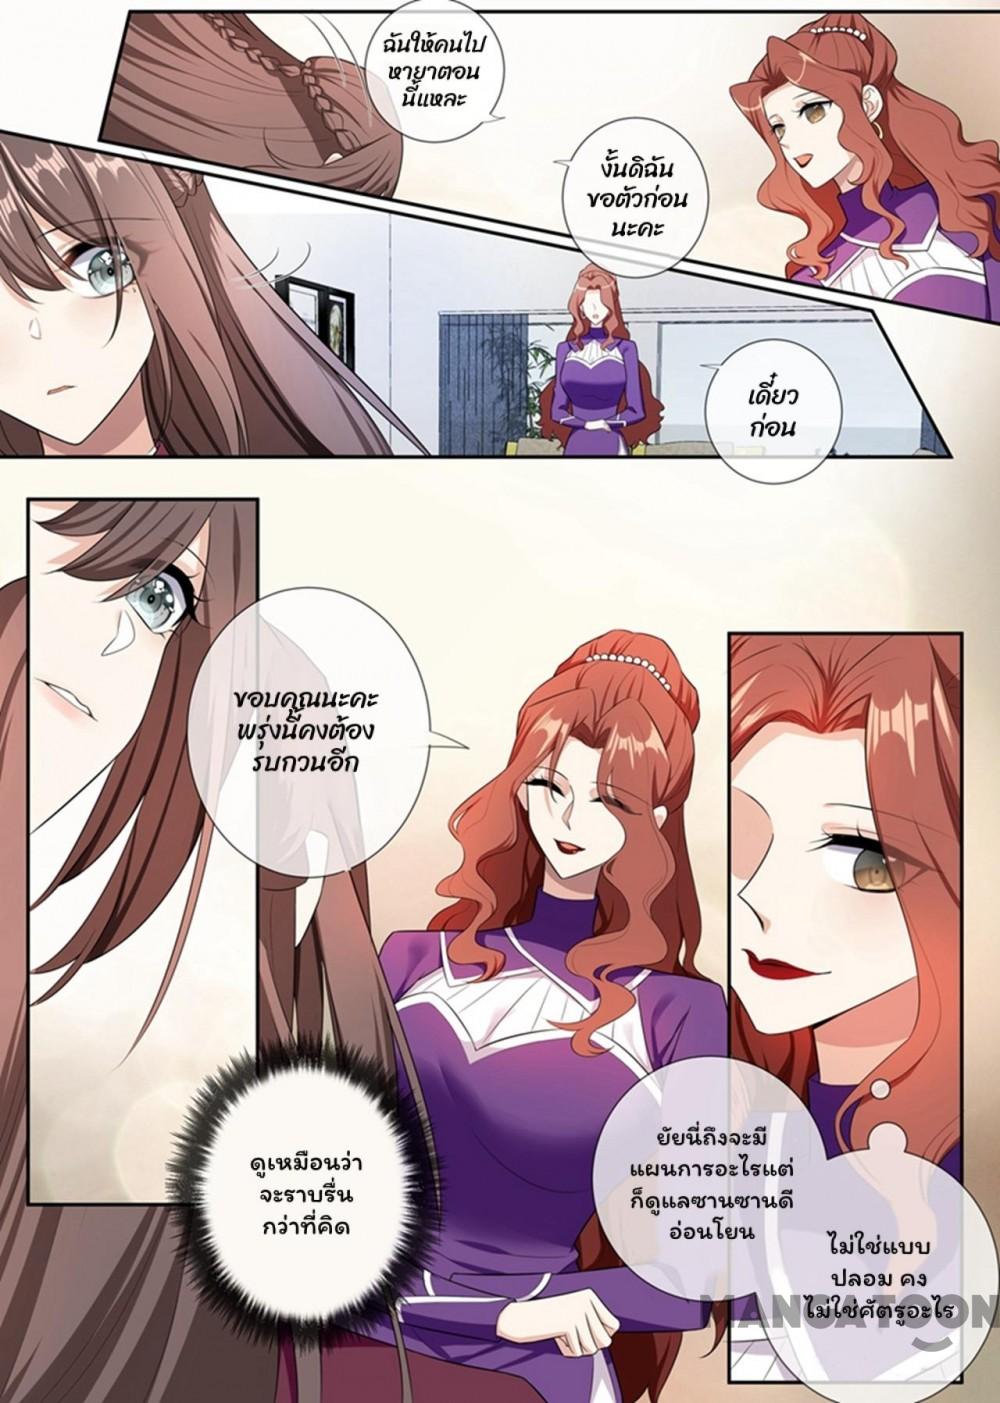 ฉันให้คนไป
หายาตอน
นี้แหละ
งั้นดิฉัน
ขอตัวก่อน
นะคะ
เดี๋ยว
ก่อน
ขอบคุณนะคะ
พรุ่งนี้คงต้อง
รบกวนอีก
ดูเหมือนว่า
จะราบรื่น
กว่าที่คิด
ยัยนี่ถึงจะมี
แผนการอะไรแต่
ก็ดูแลซานซานดี
อ่อนโยน
ไม่ใช่แบบ
ปลอม คง
ไม่ใช่ศัตรูอะไร
MANGATOON